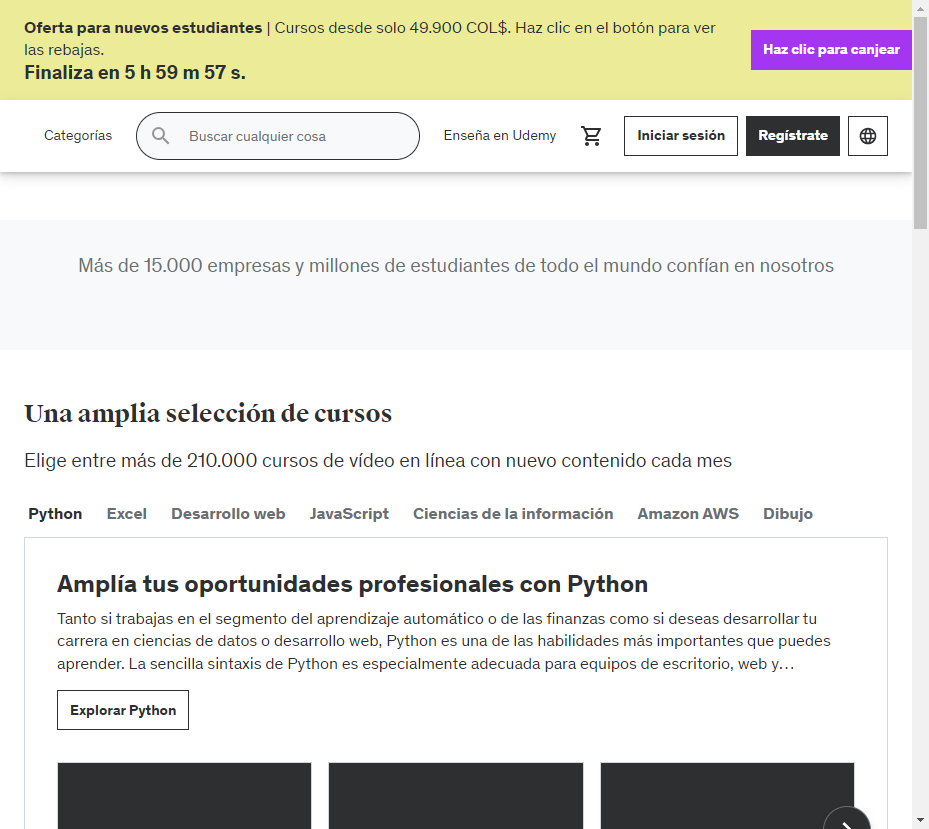 Oferta para nuevos estudiantes | Cursos desde solo 49.900 COL$. Haz clic en el botón para ver
las rebajas.
Finaliza en 5 h 59 m 57 s.
Haz clic para canjear
Categorías
Buscar cualquier cosa
Enseña en Udemy
Iniciar sesión
Regístrate
Más de 15.000 empresas y millones de estudiantes de todo el mundo confían en nosotros
Una amplia selección de cursos
Elige entre más de 210.000 cursos de vídeo en línea con nuevo contenido cada mes
Python Excel Desarrollo web JavaScript Ciencias de la información Amazon AWS Dibujo
Amplía tus oportunidades profesionales con Python
Tanto si trabajas en el segmento del aprendizaje automático o de las finanzas como si deseas desarrollar tu
carrera en ciencias de datos o desarrollo web, Python es una de las habilidades más importantes que puedes
aprender. La sencilla sintaxis de Python es especialmente adecuada para equipos de escritorio, web y…
Explorar Python